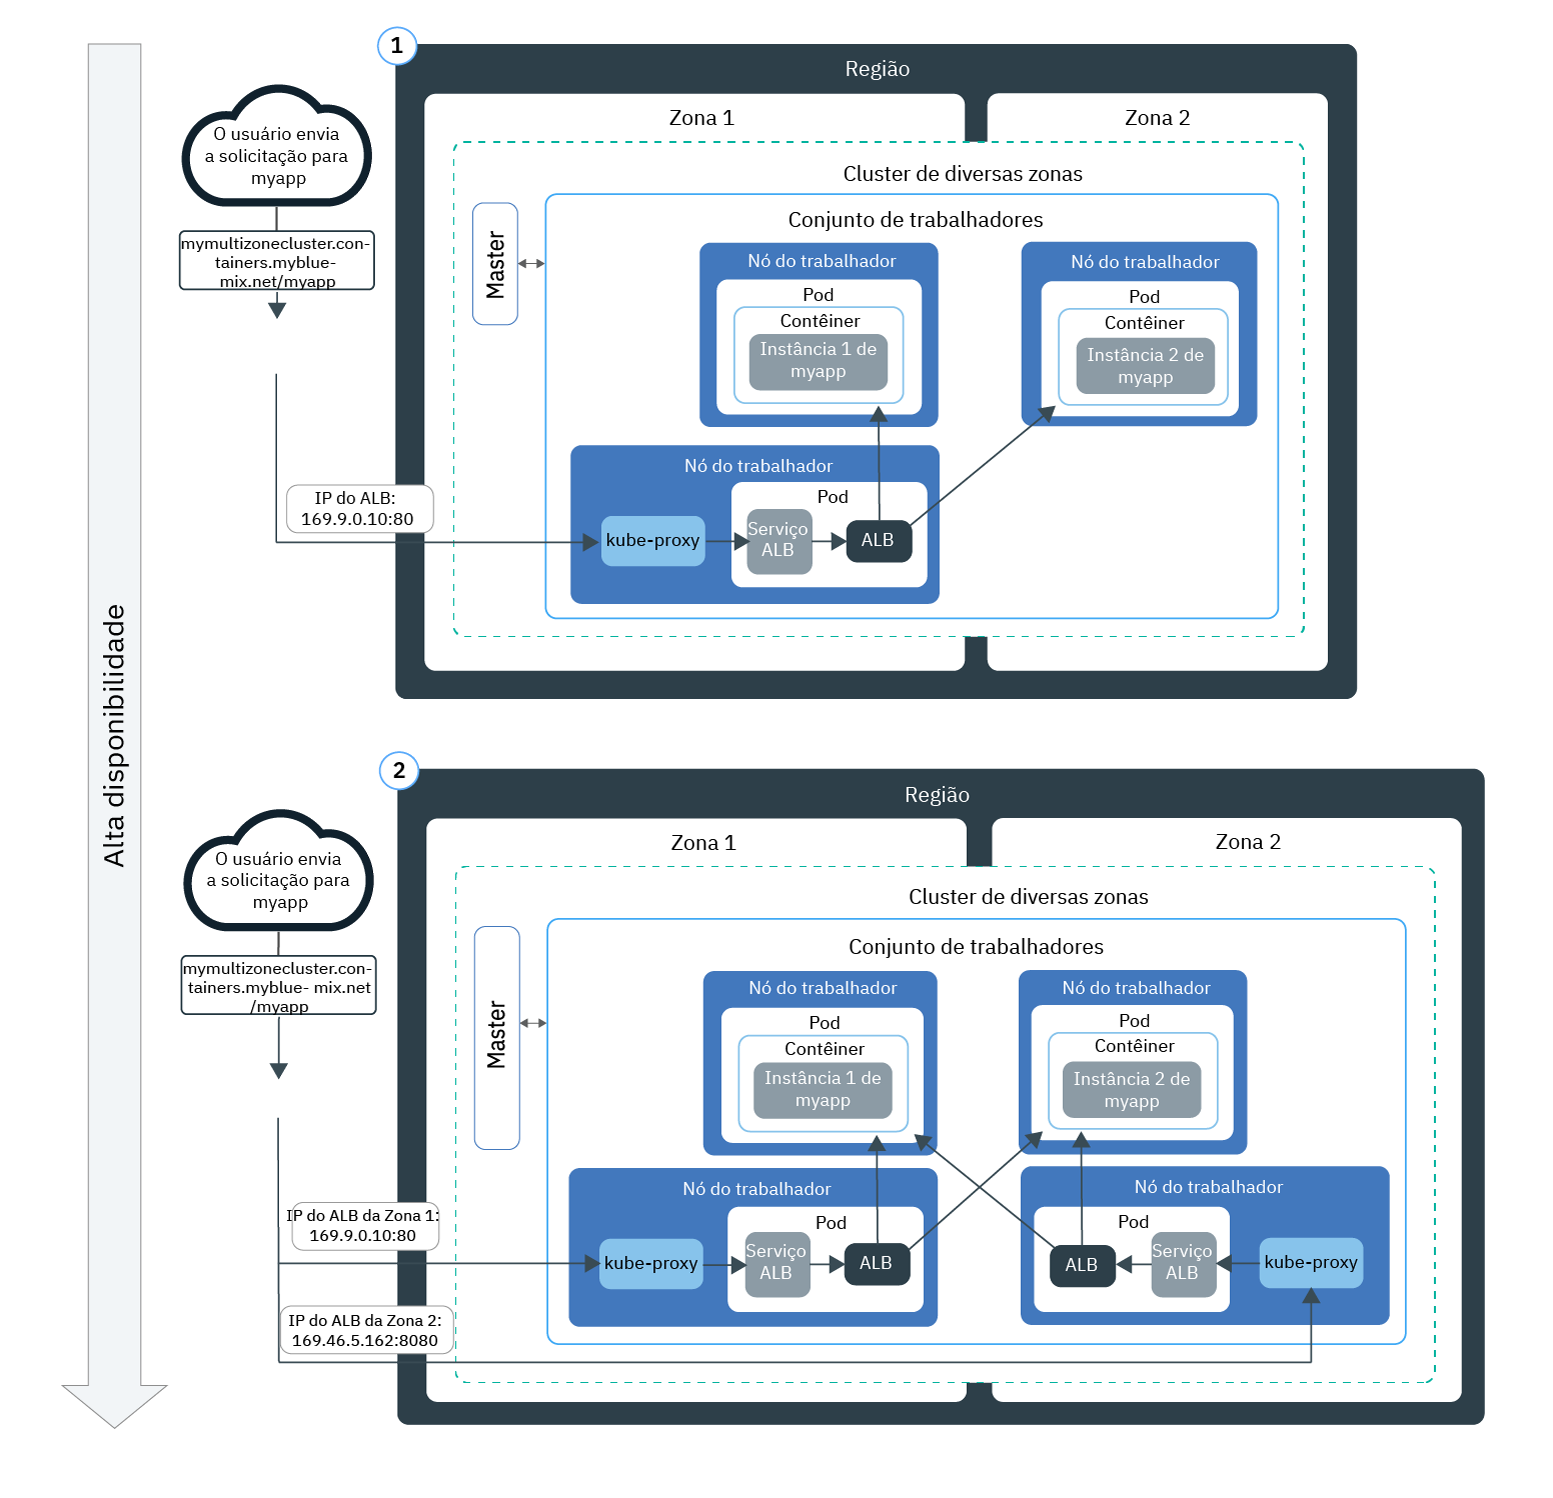 Alta disponibilidade
1
Região
Zona 1
Zona 2
O usuário envia
a solicitação para
myapp
mymultizonecluster.con-
tainers.myblue-
mix.net/myapp
Cluster de diversas zonas
Master
Conjunto de trabalhadores
Nó do trabalhador
Pod
Contêiner
Instância 1 de
myapp
Nó do trabalhador
Pod
Contêiner
Instância 2 de
myapp
IP do ALB:
169.9.0.10:80
Nó do trabalhador
Pod
kube-proxy
Serviço
ALB
ALB
2
Região
Zona 1
Zona 2
O usuário envia
a solicitação para
myapp
mymultizonecluster.con-
tainers.myblue- mix.net
/myapp
Cluster de diversas zonas
Master
Conjunto de trabalhadores
Nó do trabalhador
Pod
Contêiner
Instância 1 de
myapp
Nó do trabalhador
Pod
Contêiner
Instância 2 de
myapp
IP do ALB da Zona 1:
169.9.0.10:80
Nó do trabalhador
Pod
kube-proxy
Serviço
ALB
ALB
Nó do trabalhador
Pod
ALB
Serviço
ALB
kube-proxy
IP do ALB da Zona 2:
169.46.5.162:8080